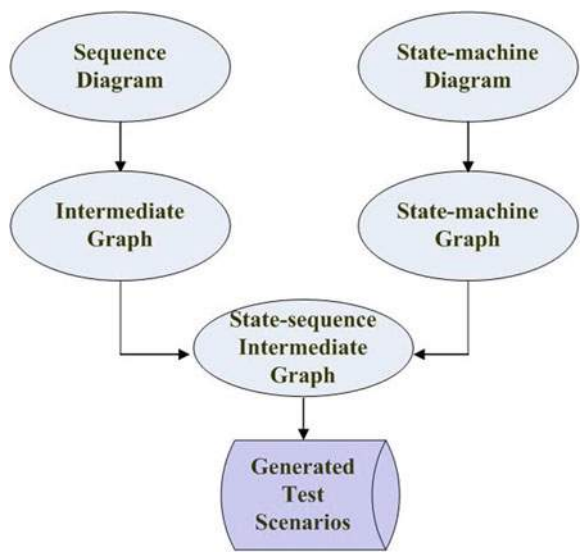 Sequence
Diagram
State-machine
Diagram
Intermediate
Graph
State-machine
Graph
State-sequence
Intermediate
Graph
Generated
Test
Scenarios